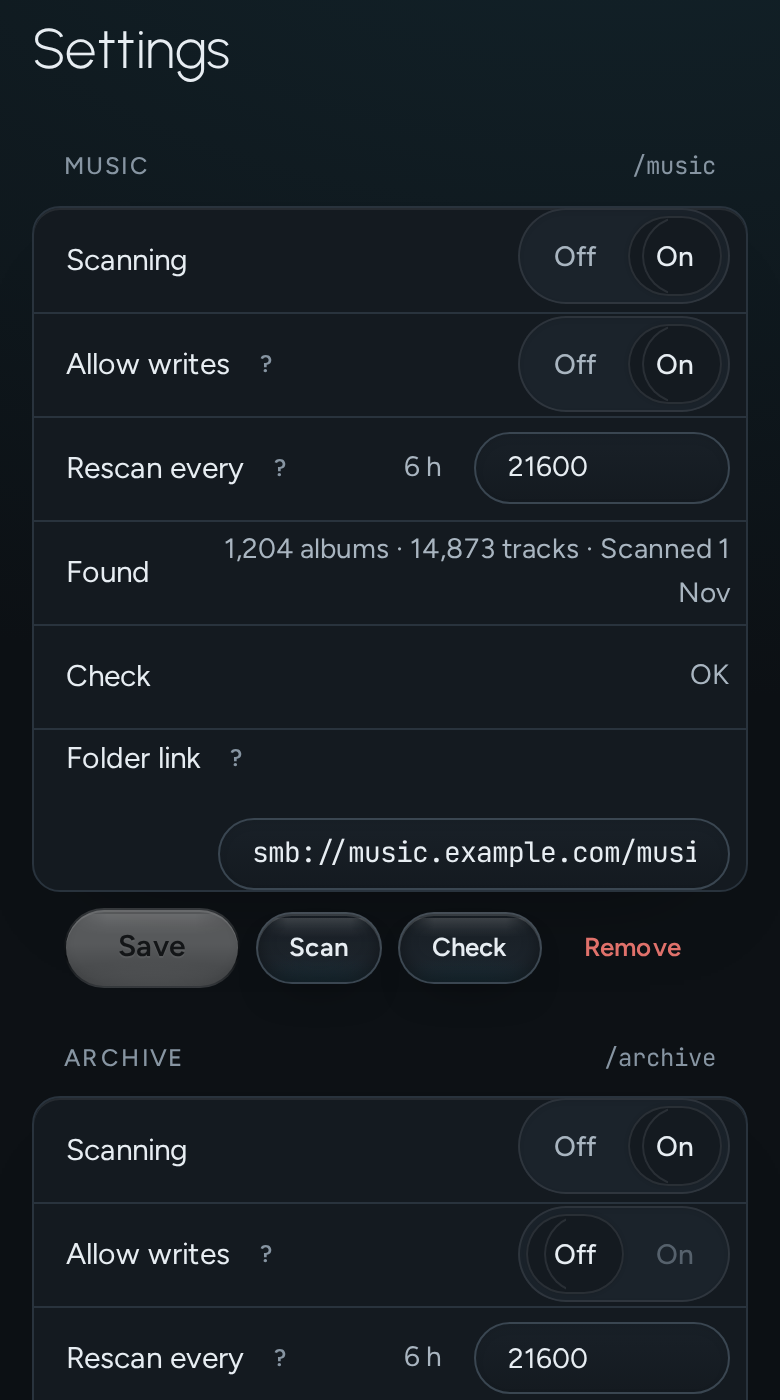 Settings
MUSIC /music
Scanning Off On
Allow writes ? Off On
Rescan every ? 6 h 21600
Found 1,204 albums · 14,873 tracks · Scanned 1
Nov
Check OK
Folder link ?
smb://music.example.com/musi
Save Scan Check Remove
ARCHIVE /archive
Scanning Off On
Allow writes ? Off On
Rescan every ? 6 h 21600